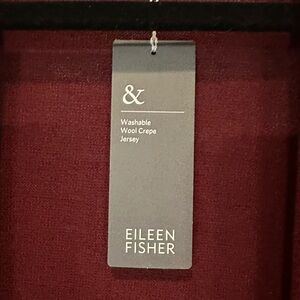 &
Washable
Wool Crepe
Jersey
EILEEN
FISHER